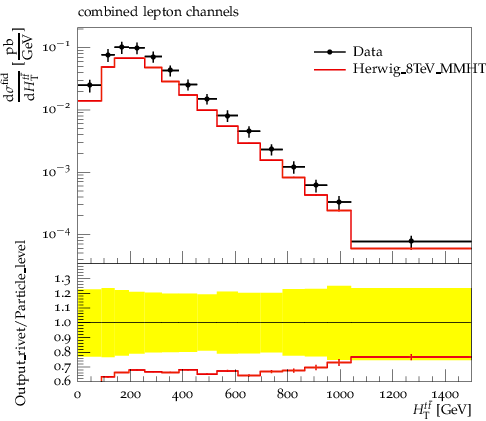 combined lepton channels
dσ^fid / dH_T^tt̄ [pb / GeV]
10⁻¹
10⁻²
10⁻³
10⁻⁴
Data
Herwig_8TeV_MMHT
Output_rivet/Particle_level
1.3
1.2
1.1
1.0
0.9
0.8
0.7
0.6
0 200 400 600 800 1000 1200 1400
H_T^tt̄ [GeV]